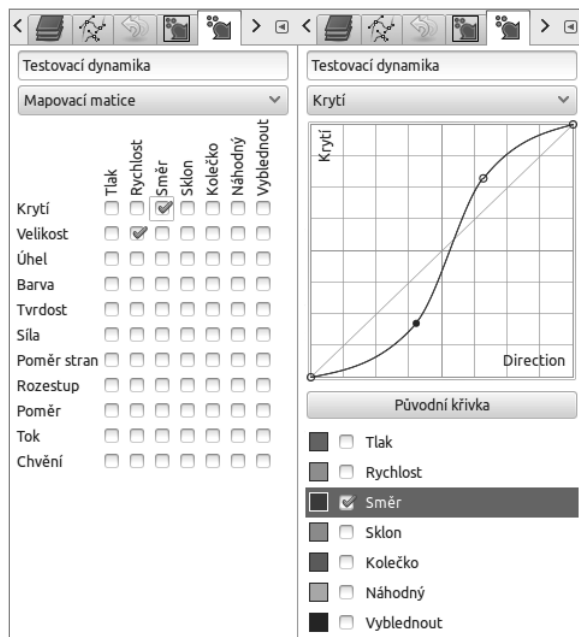 Testovací dynamika
Mapovací matice
Tlak
Rychlost
Směr
Sklon
Kolečko
Náhodný
Vyblednout
Krytí
Velikost
Úhel
Barva
Tvrdost
Síla
Poměr stran
Rozestup
Poměr
Tok
Chvění
Testovací dynamika
Krytí
Krytí
Direction
Původní křivka
Tlak
Rychlost
Směr
Sklon
Kolečko
Náhodný
Vyblednout